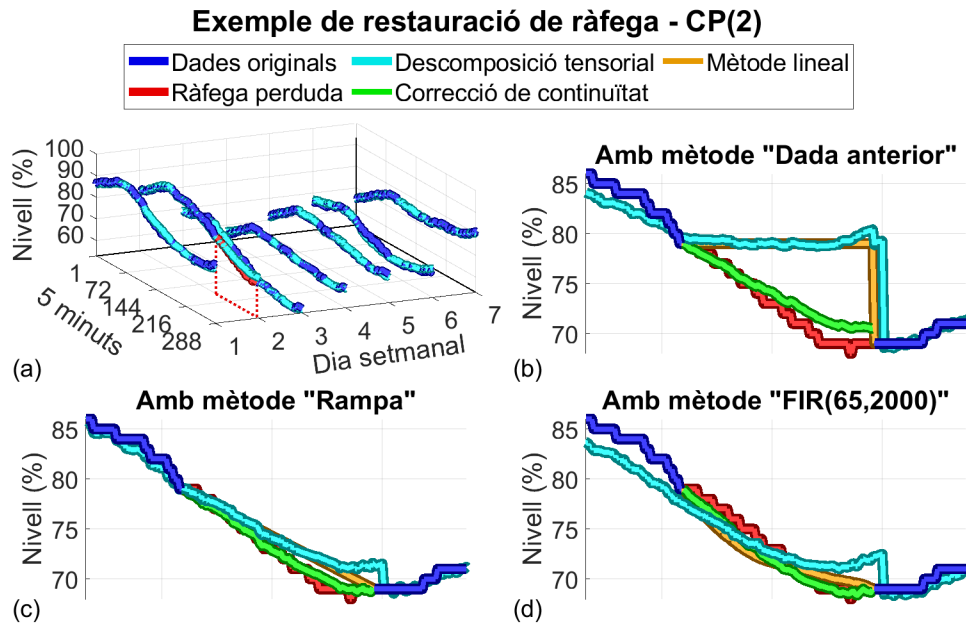 Exemple de restauració de ràfega - CP(2)
Dades originals
Descomposició tensorial
Mètode lineal
Ràfega perduda
Correcció de continuïtat
Nivell (%)
100
90
80
70
60
1
72
144
216
288
5 minuts
1
2
3
4
5
6
7
Dia setmanal
(a)
Amb mètode "Dada anterior"
Nivell (%)
85
80
75
70
(b)
Amb mètode "Rampa"
Nivell (%)
85
80
75
70
(c)
Amb mètode "FIR(65,2000)"
Nivell (%)
85
80
75
70
(d)